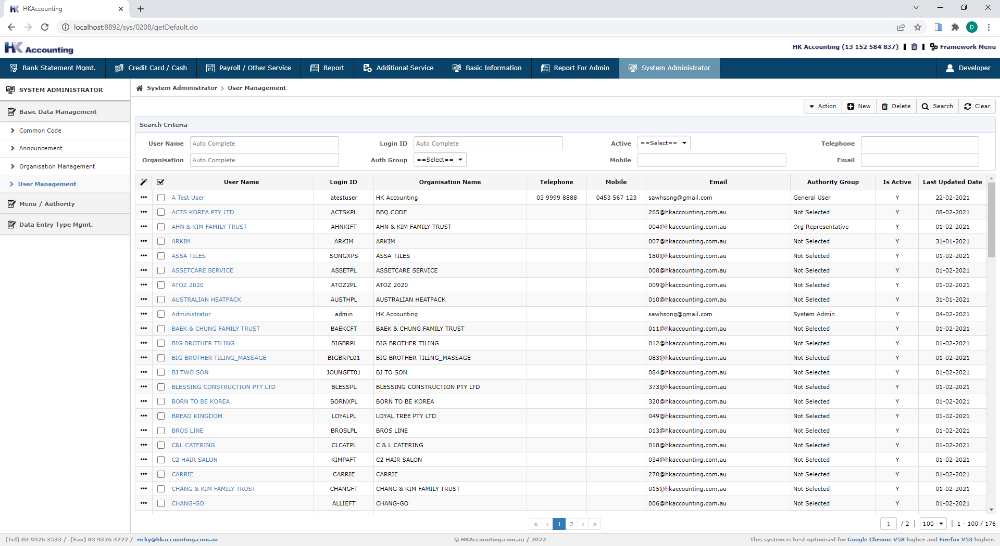 HKAccounting
localhost:8892/sys/0208/getDefault.do
D
HK Accounting
HK Accounting (13 152 584 837)
Framework Menu
Bank Statement Mgmt. Credit Card / Cash Payroll / Other Service Report Additional Service Basic Information Report For Admin System Administrator Developer
SYSTEM ADMINISTRATOR
Basic Data Management
Common Code
Announcement
Organisation Management
User Management
Menu / Authority
Data Entry Type Mgmt.
System Administrator > User Management
Action New Delete Search Clear
Search Criteria
User Name Auto Complete Login ID Auto Complete Active ==Select== Telephone
Organisation Auto Complete Auth Group ==Select== Mobile Email
User Name Login ID Organisation Name Telephone Mobile Email Authority Group Is Active Last Updated Date
A Test User atestuser HK Accounting 03 9999 8888 0453 567 123 sawhsong@gmail.com General User Y 22-02-2021
ACTS KOREA PTY LTD ACTSKPL BBQ CODE 265@hkaccounting.com.au Not Selected Y 08-02-2021
AHN & KIM FAMILY TRUST AHNKIFT AHN & KIM FAMILY TRUST 004@hkaccounting.com.au Org Representative Y 01-02-2021
ARKIM ARKIM ARKIM 007@hkaccounting.com.au Not Selected Y 31-01-2021
ASSA TILES SONGXPS ASSA TILES 180@hkaccounting.com.au Not Selected Y 01-02-2021
ASSETCARE SERVICE ASSETPL ASSETCARE SERVICE 008@hkaccounting.com.au Not Selected Y 01-02-2021
ATOZ 2020 ATOZ2PL ATOZ 2020 009@hkaccounting.com.au Not Selected Y 01-02-2021
AUSTRALIAN HEATPACK AUSTHPL AUSTRALIAN HEATPACK 010@hkaccounting.com.au Not Selected Y 31-01-2021
Administrator admin HK Accounting sawhsong@gmail.com System Admin Y 04-02-2021
BAEK & CHUNG FAMILY TRUST BAEKCFT BAEK & CHUNG FAMILY TRUST 011@hkaccounting.com.au Not Selected Y 01-02-2021
BIG BROTHER TILING BIGBRPL BIG BROTHER TILING 012@hkaccounting.com.au Not Selected Y 01-02-2021
BIG BROTHER TILING_MASSAGE BIGBRPL01 BIG BROTHER TILING_MASSAGE 083@hkaccounting.com.au Not Selected Y 01-02-2021
BJ TWO SON JOUNGFT01 BJ TO SON 084@hkaccounting.com.au Not Selected Y 01-02-2021
BLESSING CONSTRUCTION PTY LTD BLESSPL BLESSING CONSTRUCTION PTY LTD 373@hkaccounting.com.au Not Selected Y 01-02-2021
BORN TO BE KOREA BORNXPL BORN TO BE KOREA 320@hkaccounting.com.au Not Selected Y 01-02-2021
BREAD KINGDOM LOYALPL LOYAL TREE PTY LTD 049@hkaccounting.com.au Not Selected Y 01-02-2021
BROS LINE BROSLPL BROS LINE 013@hkaccounting.com.au Not Selected Y 01-02-2021
C&L CATERING CLCATPL C & L CATERING 018@hkaccounting.com.au Not Selected Y 01-02-2021
C2 HAIR SALON KIMPAFT C2 HAIR SALON 034@hkaccounting.com.au Not Selected Y 01-02-2021
CARRIE CARRIE CARRIE 270@hkaccounting.com.au Not Selected Y 01-02-2021
CHANG & KIM FAMILY TRUST CHANGFT CHANG & KIM FAMILY TRUST 015@hkaccounting.com.au Not Selected Y 01-02-2021
CHANG-GO ALLIEFT CHANG-GO 006@hkaccounting.com.au Not Selected Y 01-02-2021
« ‹ 1 2 › » 1 / 2 | 100 | 1 - 100 / 176
(Tel) 03 9326 3533 / (Fax) 03 9326 3722 / ricky@hkaccounting.com.au © HKAccounting.com.au / 2022 This system is best optimised for Google Chrome V58 higher and Firefox V53 higher.